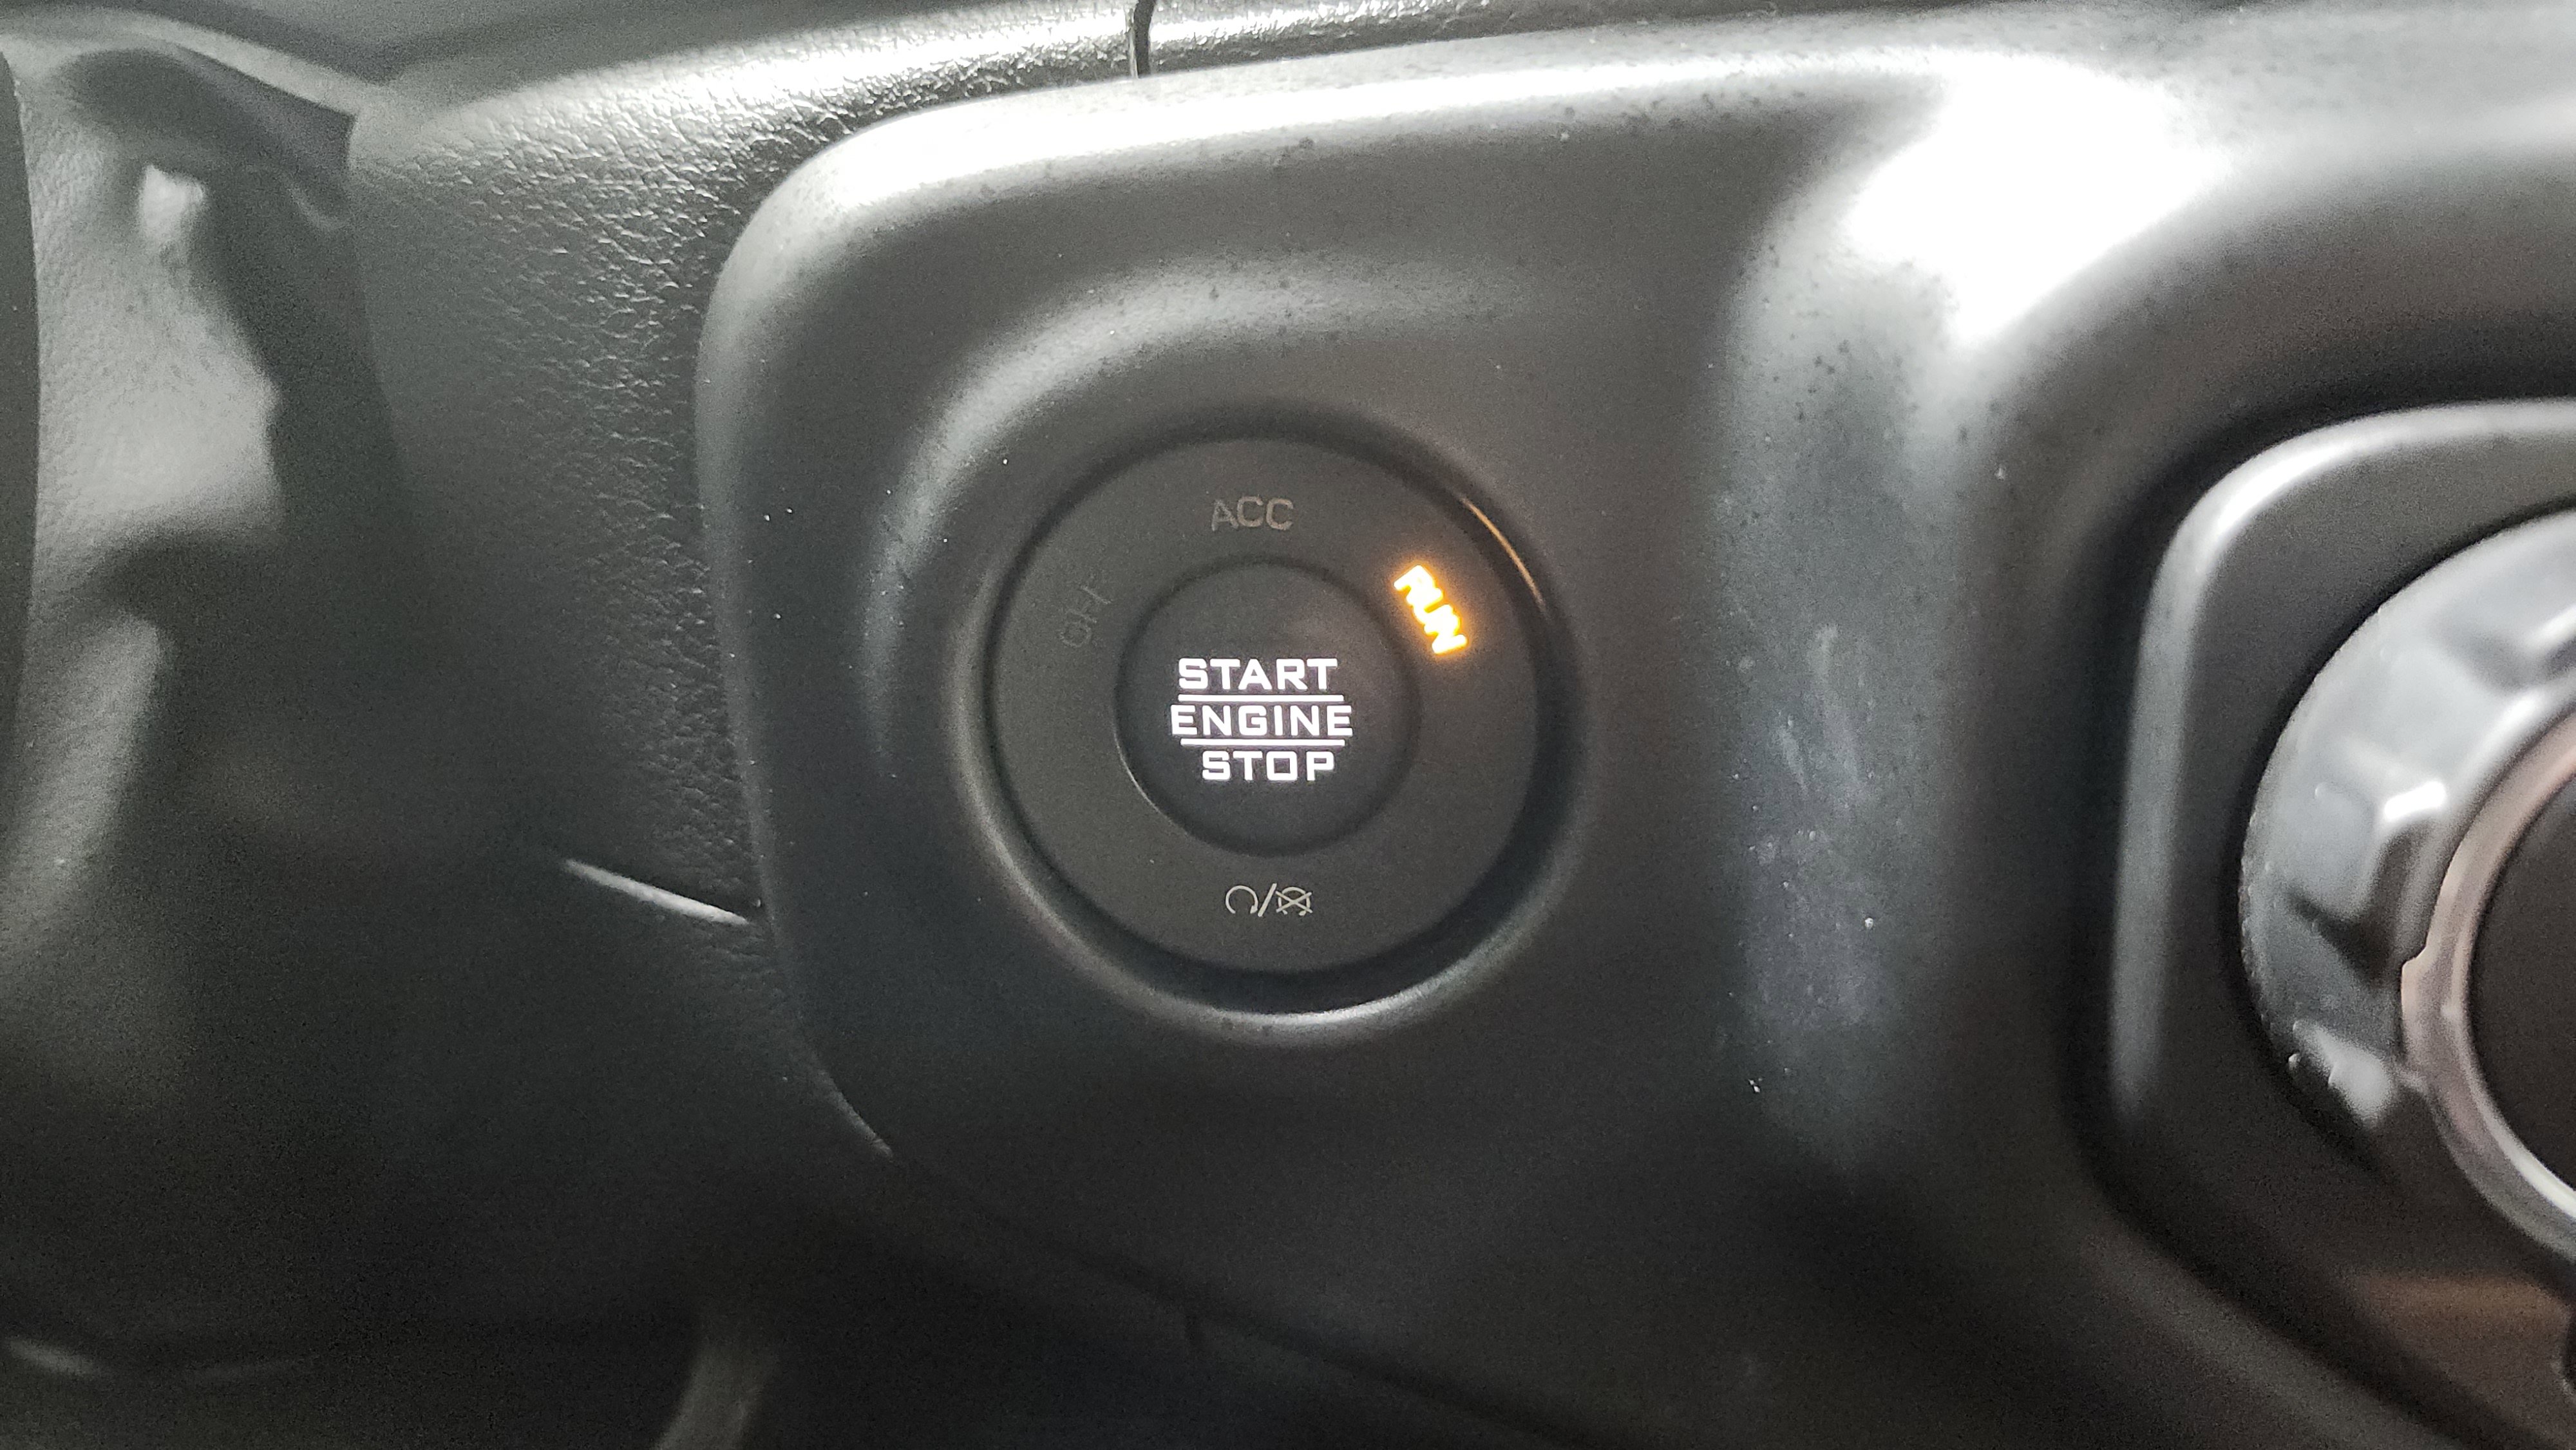 ACC
OFF
RUN
START
ENGINE
STOP